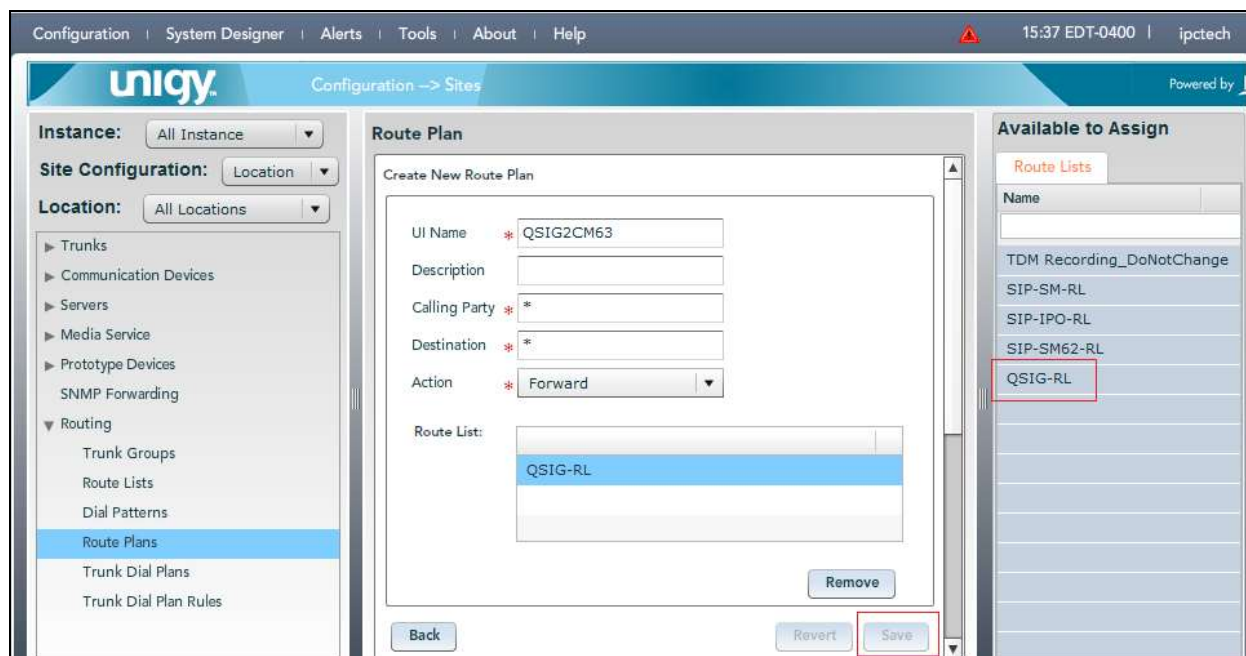 Configuration | System Designer | Alerts | Tools | About | Help
15:37 EDT-0400 | ipctech
unigy
Configuration --> Sites
Powered by
Instance: All Instance
Site Configuration: Location
Location: All Locations
Trunks
Communication Devices
Servers
Media Service
Prototype Devices
SNMP Forwarding
Routing
Trunk Groups
Route Lists
Dial Patterns
Route Plans
Trunk Dial Plans
Trunk Dial Plan Rules
Route Plan
Create New Route Plan
UI Name * QSIG2CM63
Description
Calling Party * *
Destination * *
Action * Forward
Route List:
QSIG-RL
Remove
Back Revert Save
Available to Assign
Route Lists
Name
TDM Recording_DoNotChange
SIP-SM-RL
SIP-IPO-RL
SIP-SM62-RL
QSIG-RL